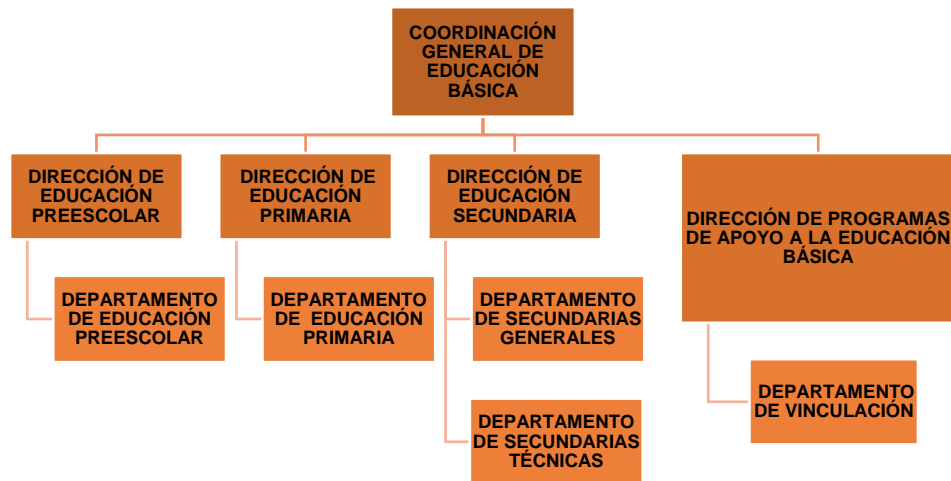 COORDINACIÓN
GENERAL DE
EDUCACIÓN
BÁSICA
DIRECCIÓN DE
EDUCACIÓN
PREESCOLAR
DIRECCIÓN DE
EDUCACIÓN
PRIMARIA
DIRECCIÓN DE
EDUCACIÓN
SECUNDARIA
DIRECCIÓN DE PROGRAMAS
DE APOYO A LA EDUCACIÓN
BÁSICA
DEPARTAMENTO
DE EDUCACIÓN
PREESCOLAR
DEPARTAMENTO
DE EDUCACIÓN
PRIMARIA
DEPARTAMENTO
DE SECUNDARIAS
GENERALES
DEPARTAMENTO
DE SECUNDARIAS
TÉCNICAS
DEPARTAMENTO
DE VINCULACIÓN